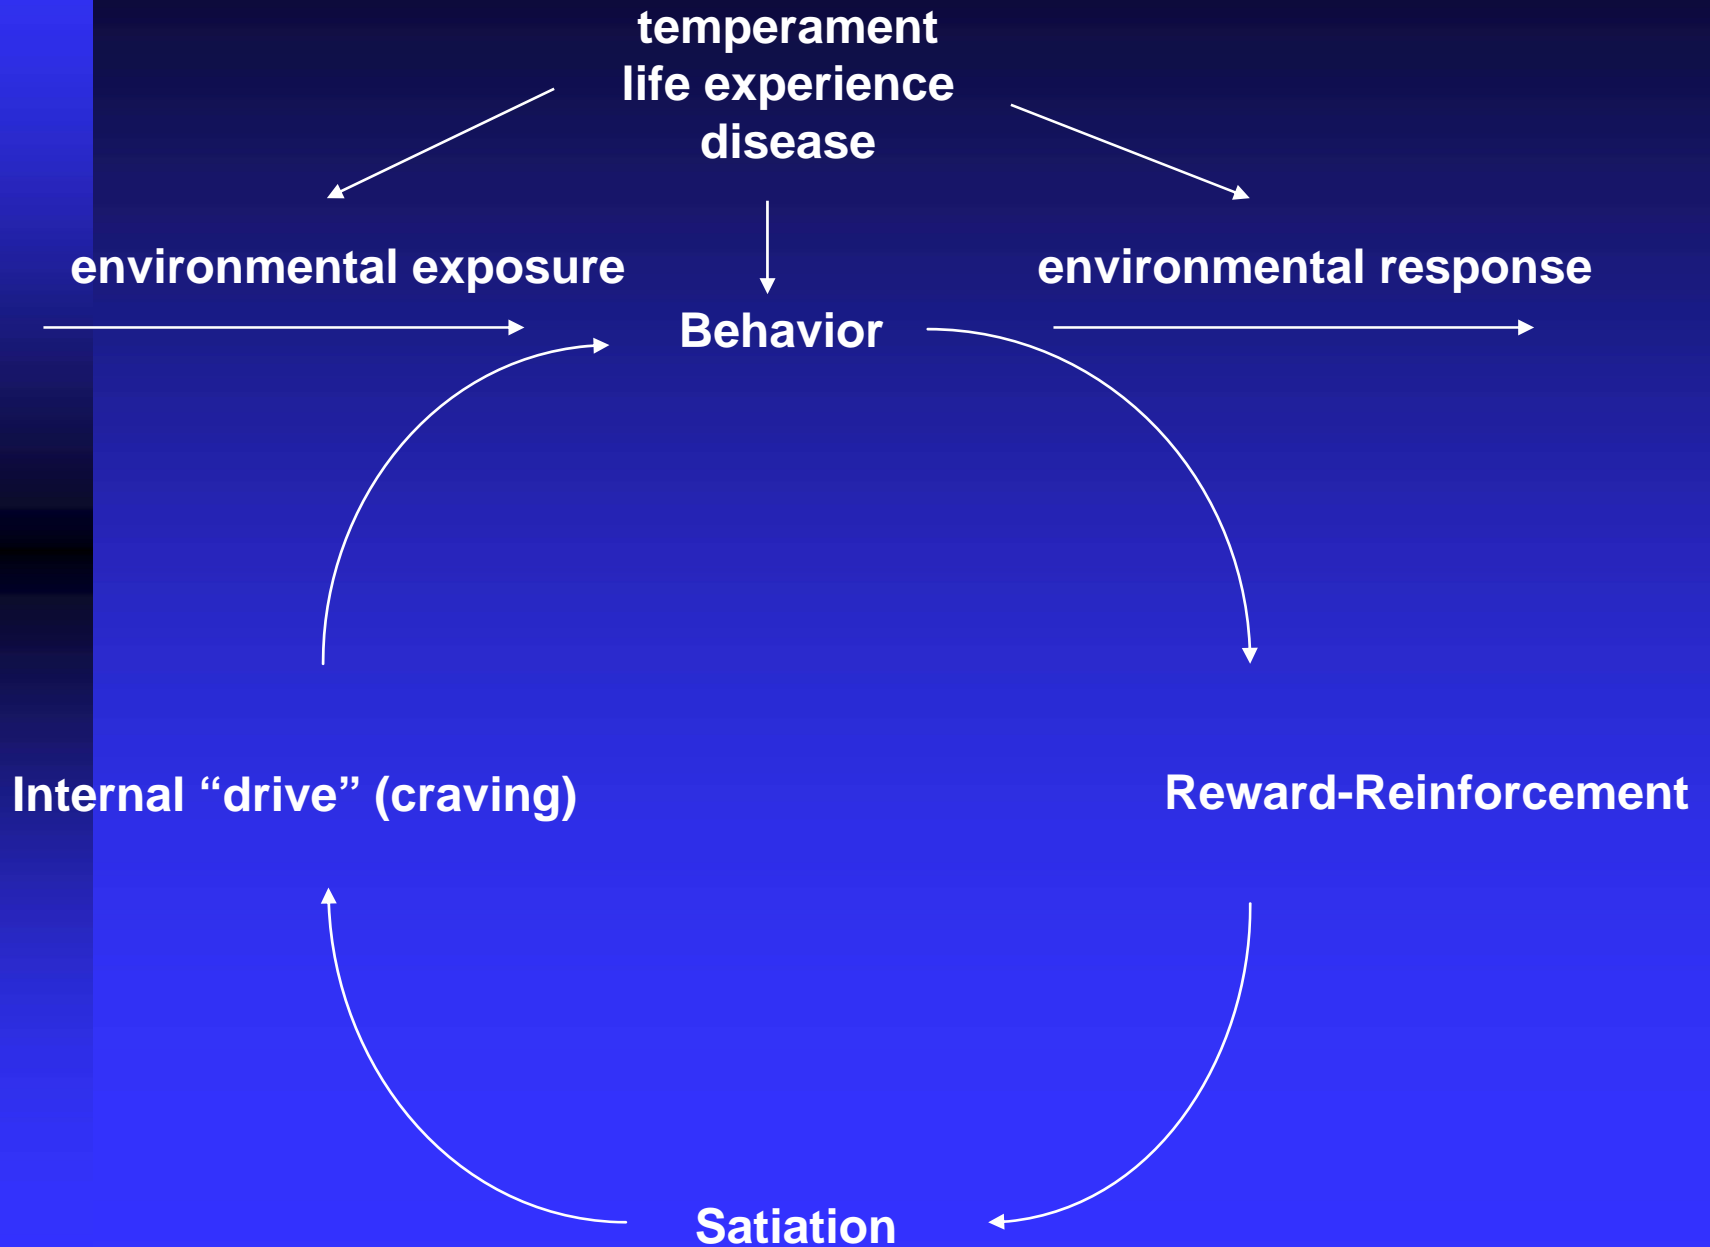 temperament
life experience
disease
environmental exposure
environmental response
Behavior
Internal “drive” (craving)
Reward-Reinforcement
Satiation